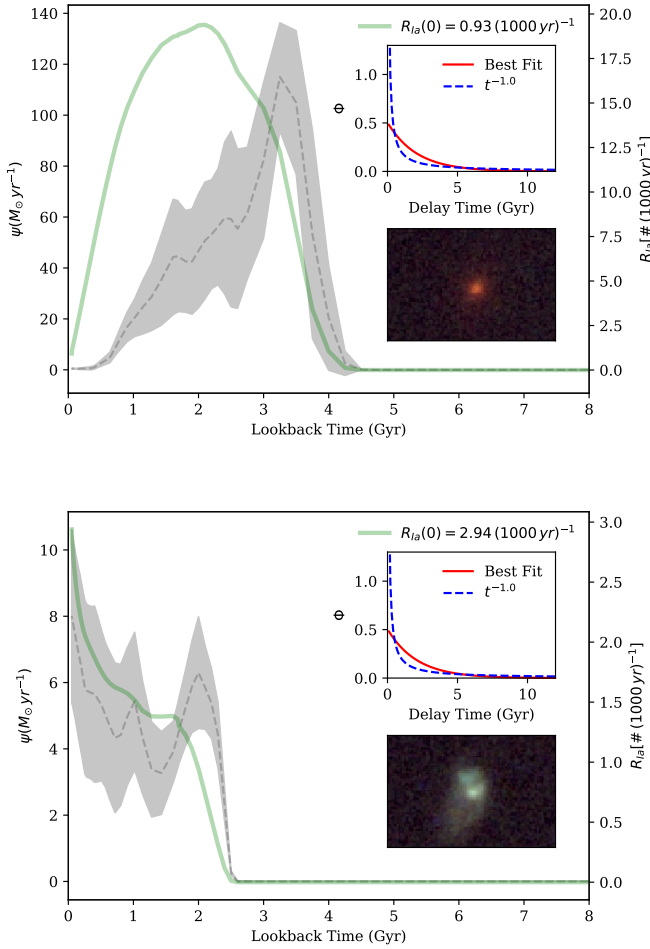 R_Ia(0) = 0.93 (1000 yr)^−1
Best Fit
t^−1.0
Φ
1.0
0.5
0.0
0 5 10
Delay Time (Gyr)
ψ(M_⊙ yr^−1)
140
120
100
80
60
40
20
0
20.0
17.5
15.0
12.5
10.0
7.5
5.0
2.5
0.0
R_Ia[# (1000 yr)^−1]
0 1 2 3 4 5 6 7 8
Lookback Time (Gyr)
R_Ia(0) = 2.94 (1000 yr)^−1
Best Fit
t^−1.0
Φ
1.0
0.5
0.0
0 5 10
Delay Time (Gyr)
ψ(M_⊙ yr^−1)
10
8
6
4
2
0
3.0
2.5
2.0
1.5
1.0
0.5
0.0
R_Ia[# (1000 yr)^−1]
0 1 2 3 4 5 6 7 8
Lookback Time (Gyr)